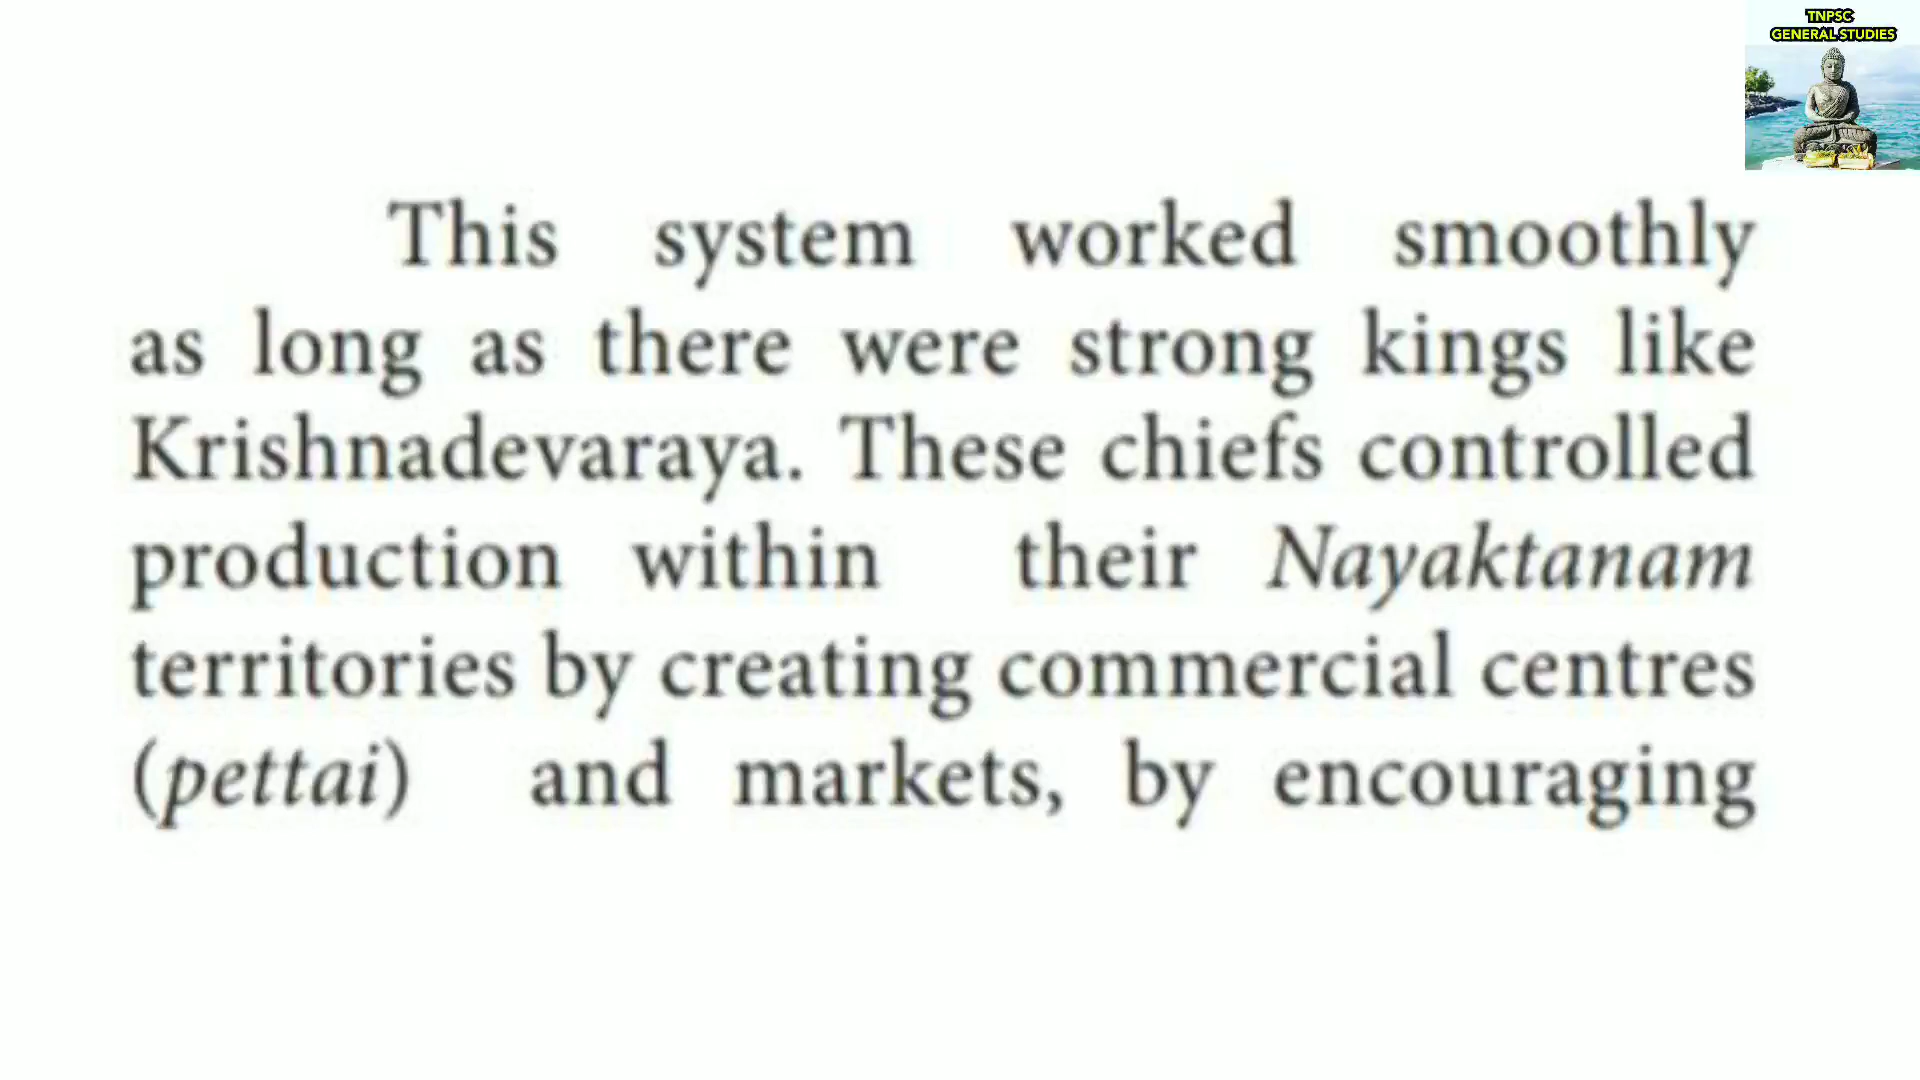 TNPSC
GENERAL STUDIES
This system worked smoothly
as long as there were strong kings like
Krishnadevaraya. These chiefs controlled
production within their Nayaktanam
territories by creating commercial centres
(pettai) and markets, by encouraging